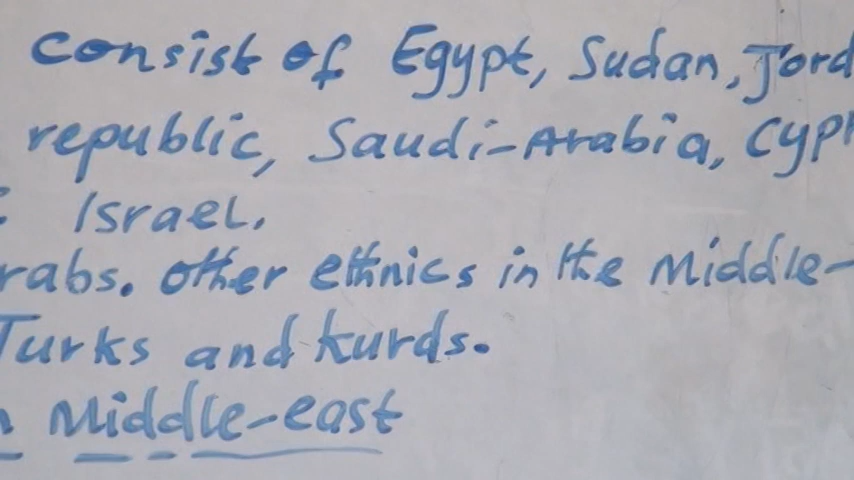 consist of Egypt, Sudan, Jord
republic, Saudi-Arabia, Cyp
Israel,
rabs. other ethnics in the Middle-
Turks and kurds.
Middle-east